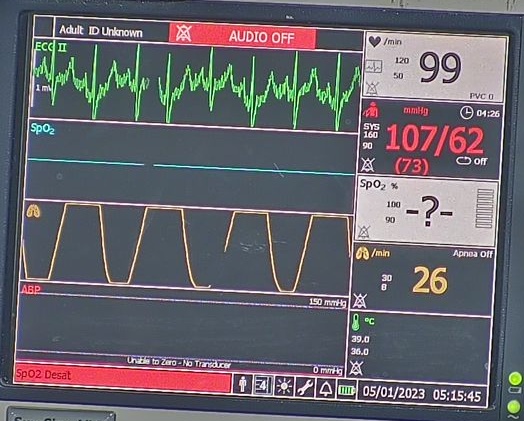 Adult ID Unknown
AUDIO OFF
ECG II
1 mV
/min
120
50
99
PVC 0
mmHg
04:26
SYS
160
90
107/62
(73)
Off
SpO2
SpO2 %
100
90
-?-
/min
Apnea Off
30
8
26
ABP
150 mmHg
°C
39.0
36.0
Unable to Zero - No Transducer
0 mmHg
SpO2 Desat
05/01/2023 05:15:45